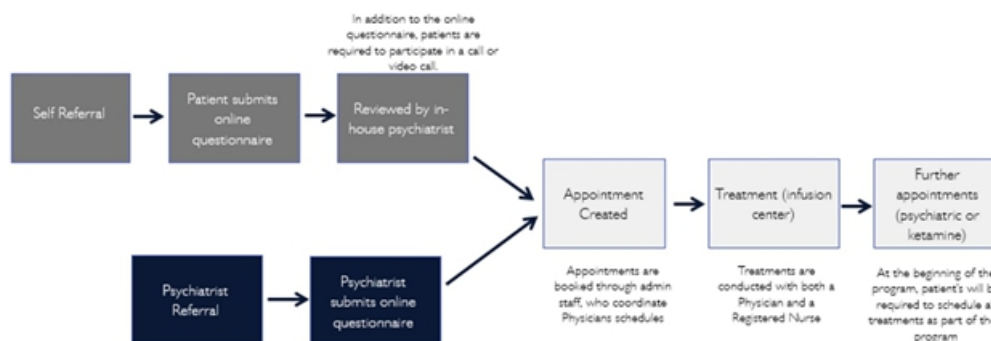 In addition to the online
questionnaire, patients are
required to participate in a call or
video call.
Self Referral
Patient submits
online
questionnaire
Reviewed by in-
house psychiatrist
Psychiatrist
Referral
Psychiatrist
submits online
questionnaire
Appointment
Created
Appointments are
booked through admin
staff, who coordinate
Physicians schedules
Treatment (infusion
center)
Treatments are
conducted with both a
Physician and a
Registered Nurse
Further
appointments
(psychiatric or
ketamine)
At the beginning of the
program, patient's will
required to schedule
treatments as part of
program